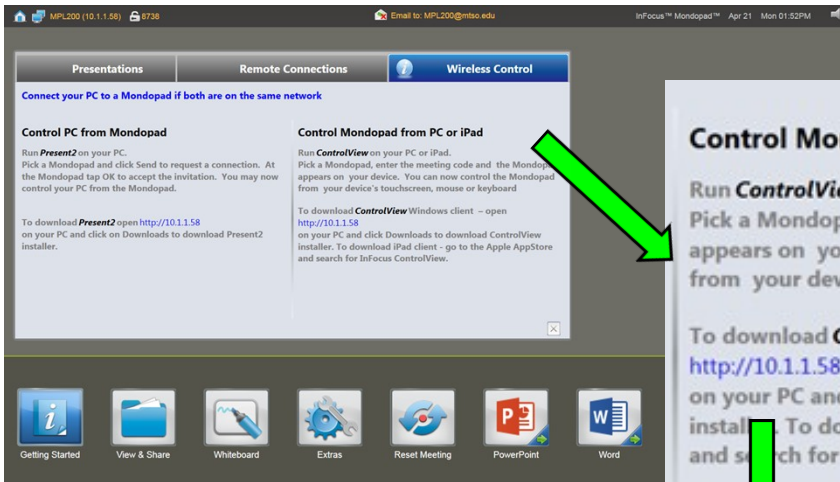 MPL200 (10.1.1.58) 8738 Email to: MPL200@mtso.edu InFocus™ Mondopad™ Apr 21 Mon 01:52PM
Presentations Remote Connections Wireless Control
Connect your PC to a Mondopad if both are on the same network
Control PC from Mondopad
Run Present2 on your PC.
Pick a Mondopad and click Send to request a connection. At
the Mondopad tap OK to accept the invitation. You may now
control your PC from the Mondopad.
To download Present2 open http://10.1.1.58
on your PC and click on Downloads to download Present2
installer.
Control Mondopad from PC or iPad
Run ControlView on your PC or iPad.
Pick a Mondopad, enter the meeting code and the Mondopad
appears on your device. You can now control the Mondopad
from your device's touchscreen, mouse or keyboard
To download ControlView Windows client – open
http://10.1.1.58
on your PC and click Downloads to download ControlView
installer. To download iPad client - go to the Apple AppStore
and search for InFocus ControlView.
Getting Started View & Share Whiteboard Extras Reset Meeting PowerPoint Word
Control Mo
Run ControlVi
Pick a Mondop
appears on yo
from your dev
To download
http://10.1.1.58
on your PC and
To do
and for